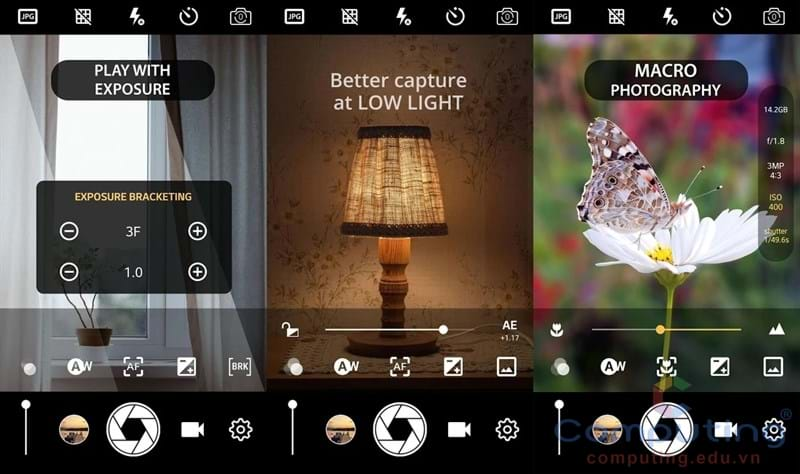 JPG
PLAY WITH
EXPOSURE
EXPOSURE BRACKETING
3F
1.0
AW
AF
BRK
JPG
Better capture
at LOW LIGHT
AE
+1.17
AW
AF
JPG
MACRO
PHOTOGRAPHY
14.2GB
f/1.8
3MP
4:3
ISO
400
shutter
1/49.6s
AW
Computing®
computing.edu.vn